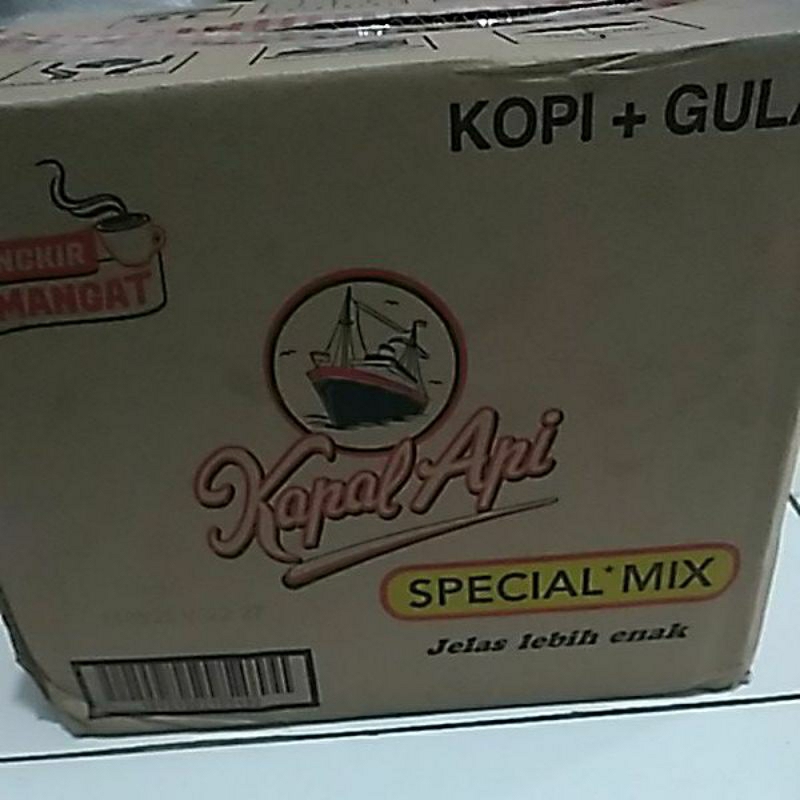 KOPI + GULA
NGKIR
MANGAT
Kapal Api
SPECIAL* MIX
Jelas lebih enak